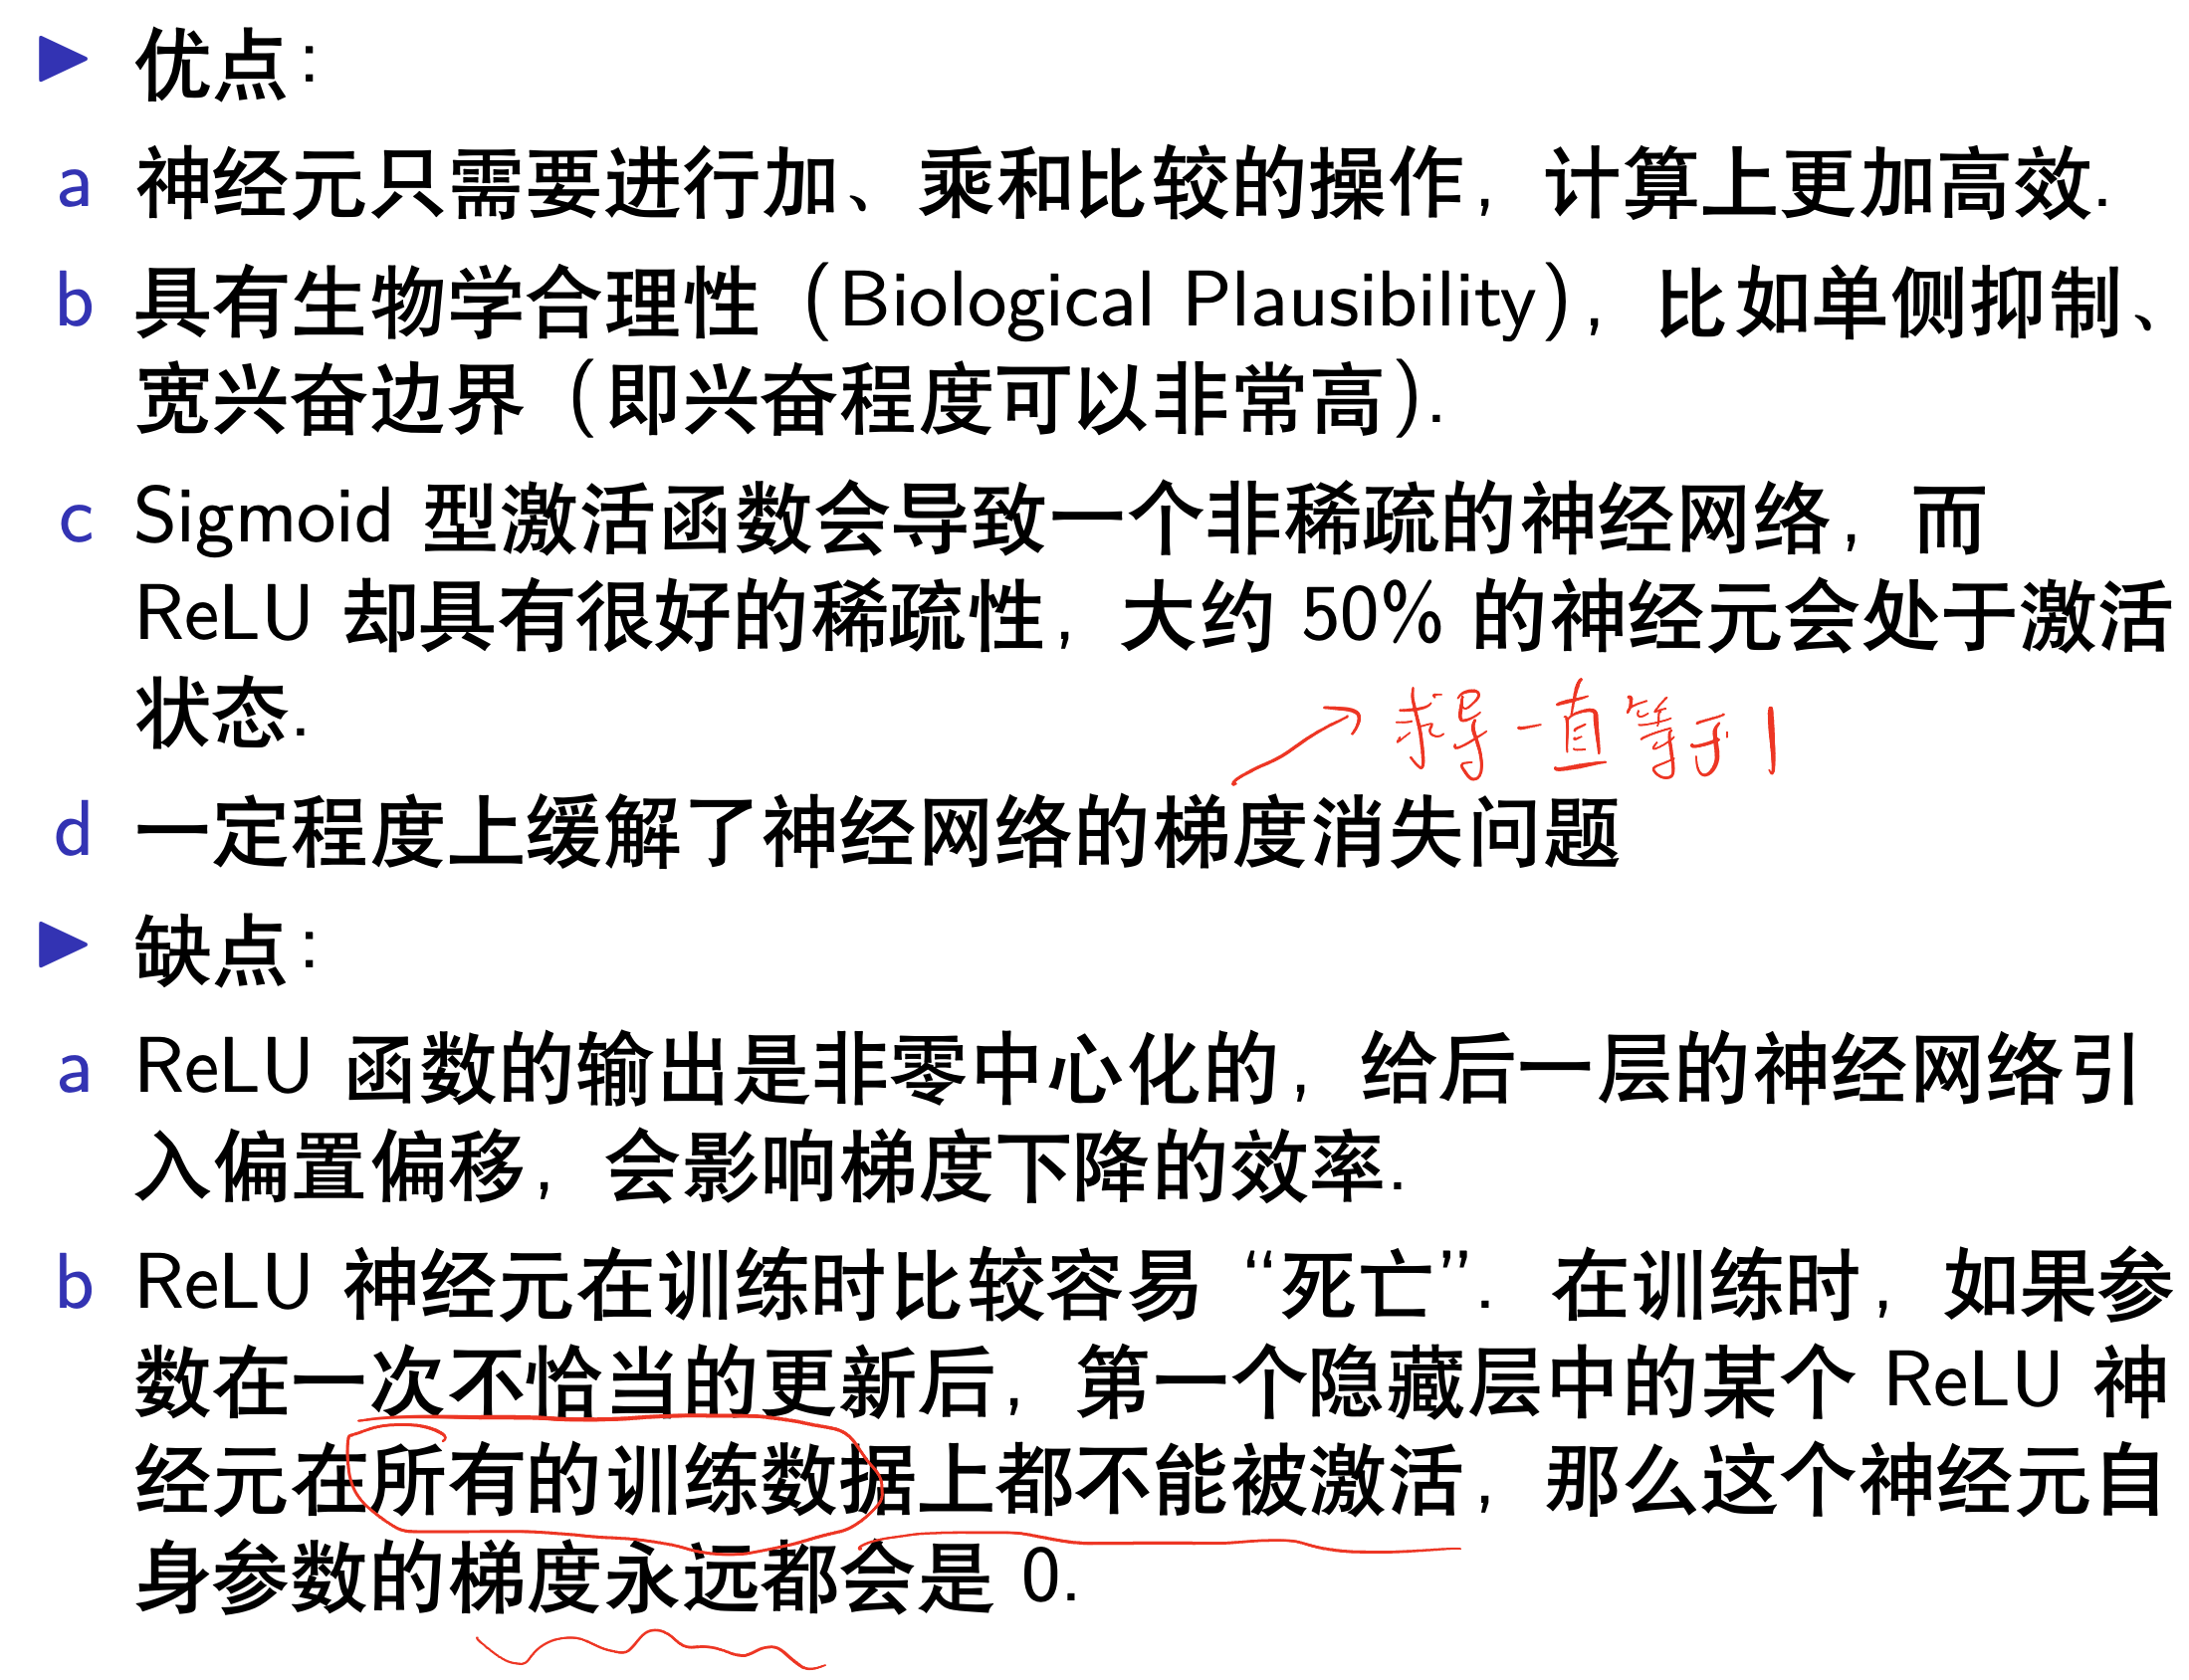 ▶ 优点：
a 神经元只需要进行加、乘和比较的操作，计算上更加高效.
b 具有生物学合理性（Biological Plausibility），比如单侧抑制、
宽兴奋边界（即兴奋程度可以非常高）.
c Sigmoid 型激活函数会导致一个非稀疏的神经网络，而
ReLU 却具有很好的稀疏性，大约 50% 的神经元会处于激活
状态.
求导一直等于1
d 一定程度上缓解了神经网络的梯度消失问题
▶ 缺点：
a ReLU 函数的输出是非零中心化的，给后一层的神经网络引
入偏置偏移，会影响梯度下降的效率.
b ReLU 神经元在训练时比较容易“死亡”. 在训练时，如果参
数在一次不恰当的更新后，第一个隐藏层中的某个 ReLU 神
经元在所有的训练数据上都不能被激活，那么这个神经元自
身参数的梯度永远都会是 0.